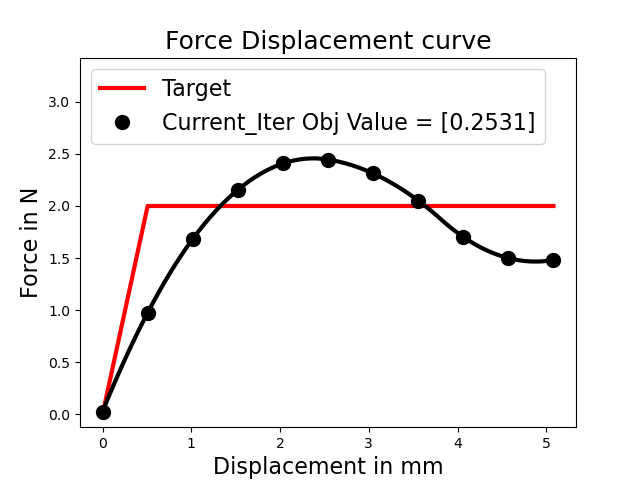 Force Displacement curve
Target
Current_Iter Obj Value = [0.2531]
Force in N
3.0
2.5
2.0
1.5
1.0
0.5
0.0
0 1 2 3 4 5
Displacement in mm